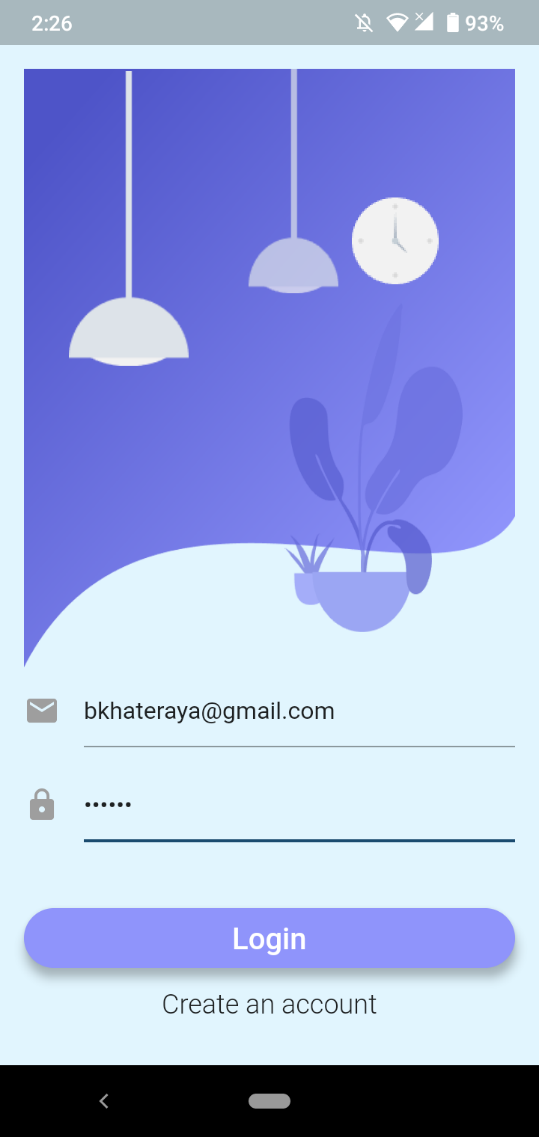 2:26
93%
bkhateraya@gmail.com
••••••
Login
Create an account